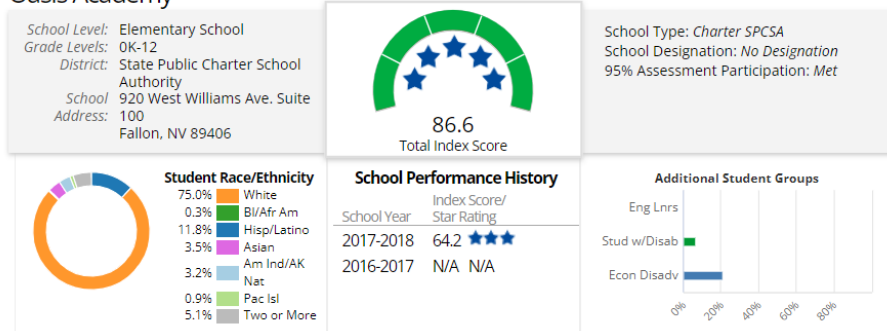 Oasis Academy
School Level: Elementary School
Grade Levels: 0K-12
District: State Public Charter School
Authority
School 920 West Williams Ave. Suite
Address: 100
Fallon, NV 89406
86.6
Total Index Score
School Type: Charter SPCSA
School Designation: No Designation
95% Assessment Participation: Met
Student Race/Ethnicity
75.0% White
0.3% Bl/Afr Am
11.8% Hisp/Latino
3.5% Asian
3.2% Am Ind/AK
Nat
0.9% Pac Isl
5.1% Two or More
School Performance History
Index Score/
School Year Star Rating
2017-2018 64.2
2016-2017 N/A N/A
Additional Student Groups
Eng Lnrs
Stud w/Disab
Econ Disadv
0% 20% 40% 60% 80%